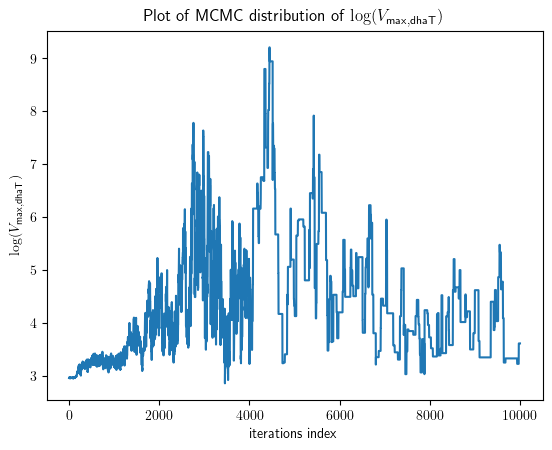 Plot of MCMC distribution of log(V_max,dhaT)
log(V_max,dhaT)
9
8
7
6
5
4
3
0 2000 4000 6000 8000 10000
iterations index